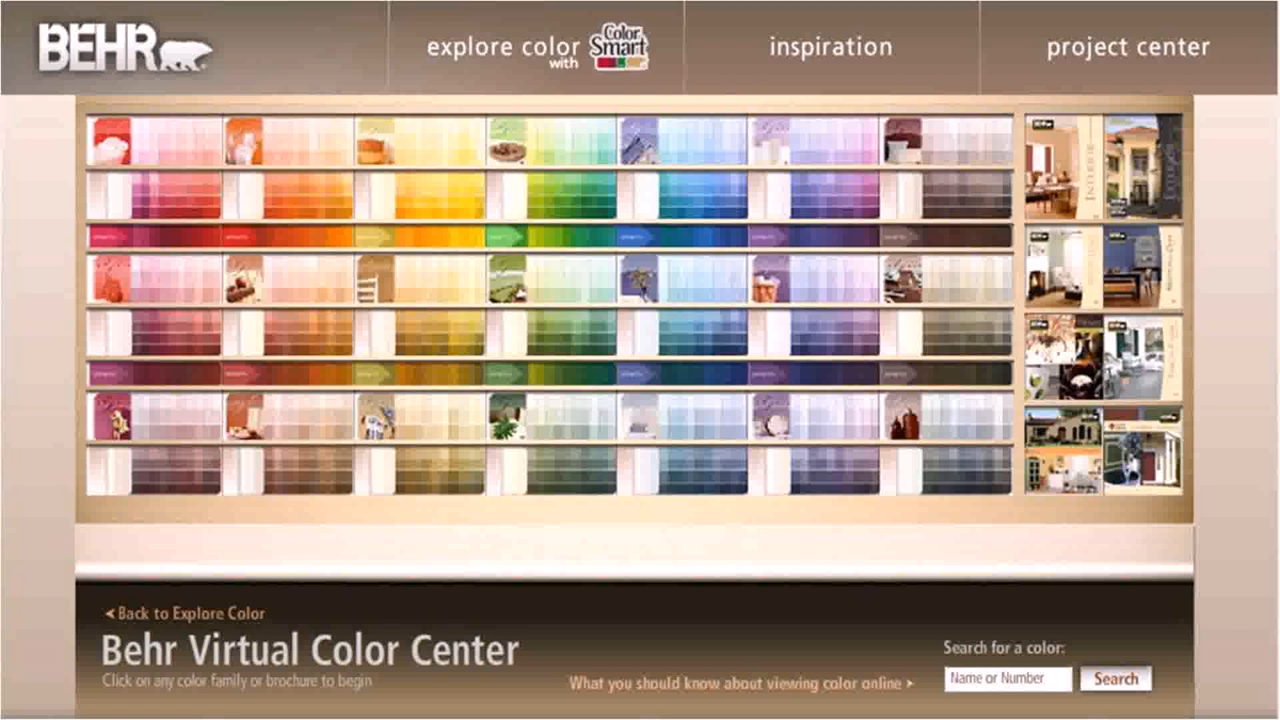 BEHR
explore color
with
Color
Smart
inspiration
project center
INTERIOR
◄Back to Explore Color
Behr Virtual Color Center
Click on any color family or brochure to begin
What you should know about viewing color online ►
Search for a color:
Name or Number
Search